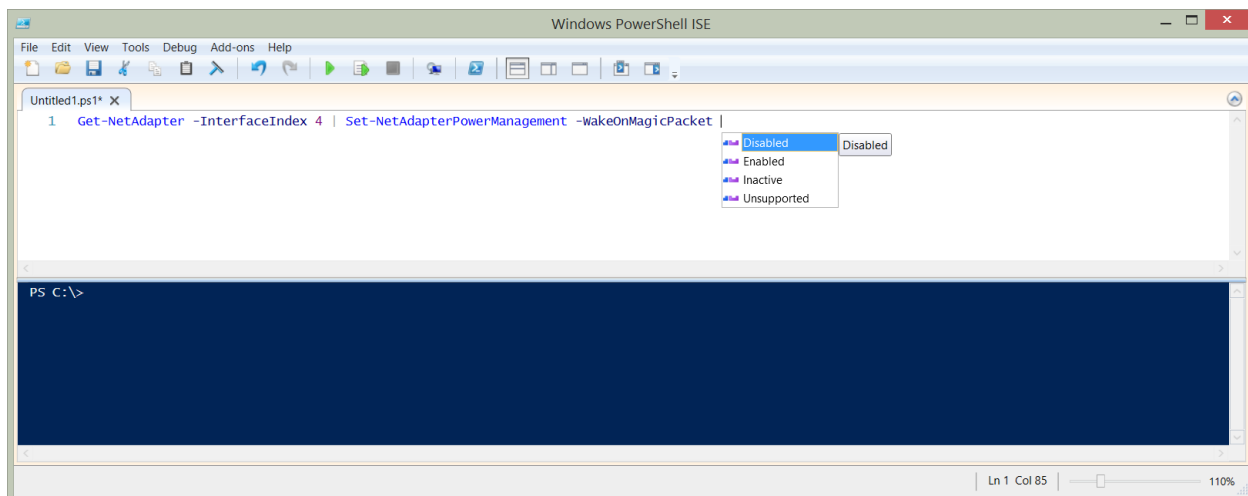 Windows PowerShell ISE
File Edit View Tools Debug Add-ons Help
Untitled1.ps1* X
1 Get-NetAdapter -InterfaceIndex 4 | Set-NetAdapterPowerManagement -WakeOnMagicPacket
Disabled Disabled
Enabled
Inactive
Unsupported
PS C:\>
Ln 1 Col 85 110%